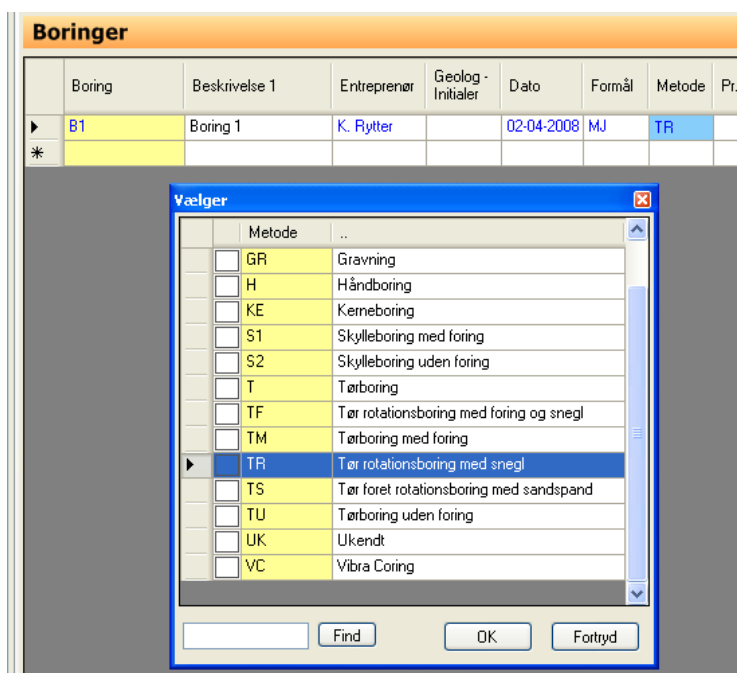 Boringer
Boring Beskrivelse 1 Entreprenør Geolog - Initialer Dato Formål Metode Pr.
B1 Boring 1 K. Rytter 02-04-2008 MJ TR
Vælger
Metode ..
GR Gravning
H Håndboring
KE Kerneboring
S1 Skylleboring med foring
S2 Skylleboring uden foring
T Tørboring
TF Tør rotationsboring med foring og snegl
TM Tørboring med foring
TR Tør rotationsboring med snegl
TS Tør foret rotationsboring med sandspand
TU Tørboring uden foring
UK Ukendt
VC Vibra Coring
Find OK Fortryd